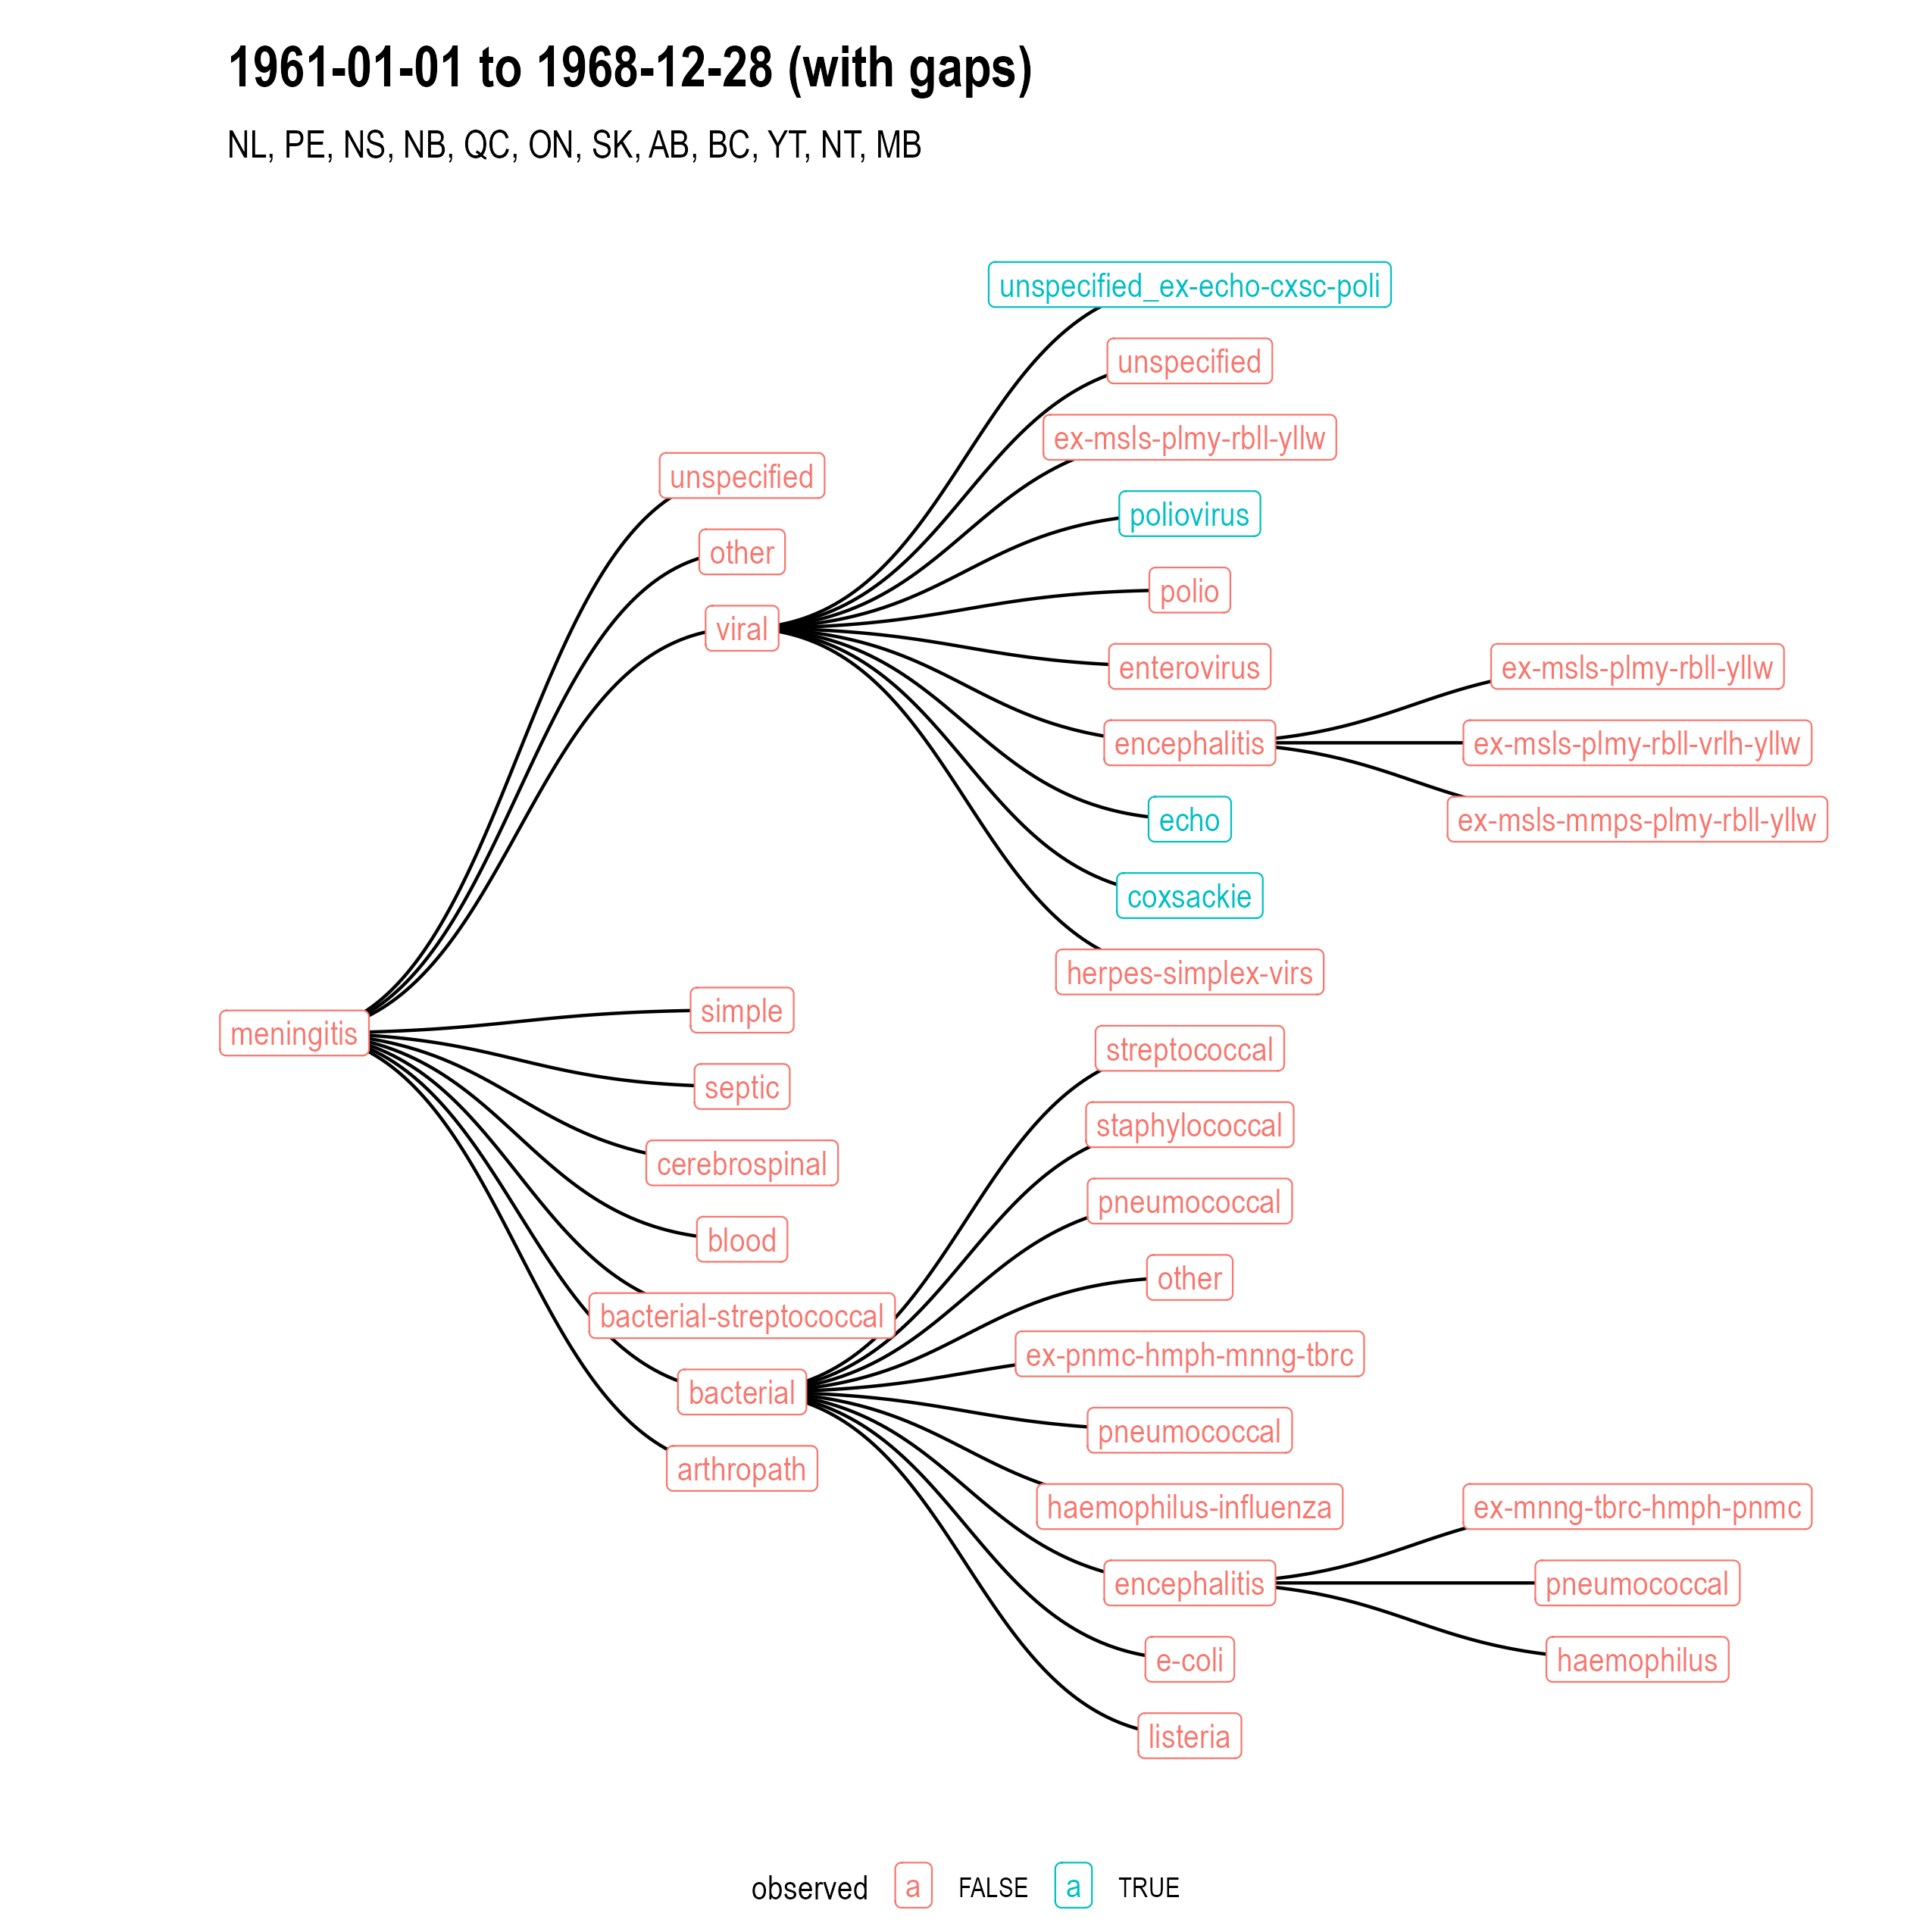 1961-01-01 to 1968-12-28 (with gaps)
NL, PE, NS, NB, QC, ON, SK, AB, BC, YT, NT, MB
unspecified_ex-echo-cxsc-poli
unspecified
ex-msls-plmy-rbll-yllw
unspecified
poliovirus
other
polio
viral
enterovirus
ex-msls-plmy-rbll-yllw
encephalitis
ex-msls-plmy-rbll-vrlh-yllw
echo
ex-msls-mmps-plmy-rbll-yllw
coxsackie
herpes-simplex-virs
simple
meningitis
streptococcal
septic
staphylococcal
cerebrospinal
pneumococcal
blood
other
bacterial-streptococcal
ex-pnmc-hmph-mnng-tbrc
bacterial
pneumococcal
arthropath
haemophilus-influenza
ex-mnng-tbrc-hmph-pnmc
encephalitis
pneumococcal
e-coli
haemophilus
listeria
observed a FALSE a TRUE